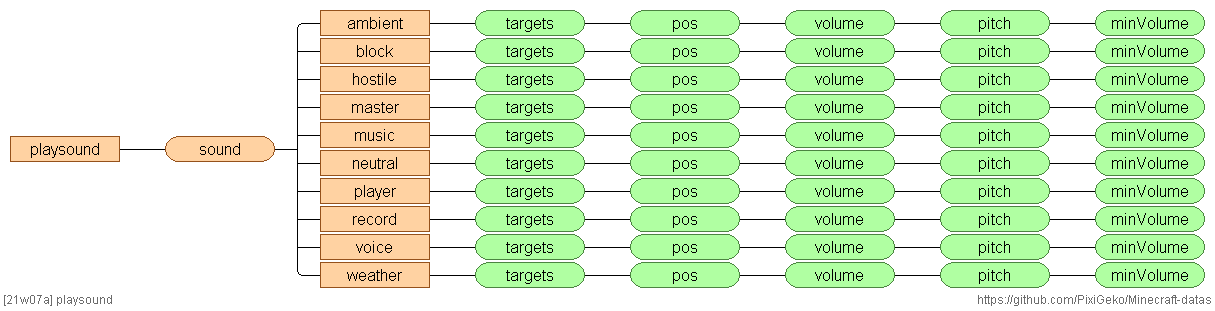 ambient targets pos volume pitch minVolume
block targets pos volume pitch minVolume
hostile targets pos volume pitch minVolume
master targets pos volume pitch minVolume
music targets pos volume pitch minVolume
playsound sound
neutral targets pos volume pitch minVolume
player targets pos volume pitch minVolume
record targets pos volume pitch minVolume
voice targets pos volume pitch minVolume
weather targets pos volume pitch minVolume
[21w07a] playsound
https://github.com/PixiGeko/Minecraft-datas